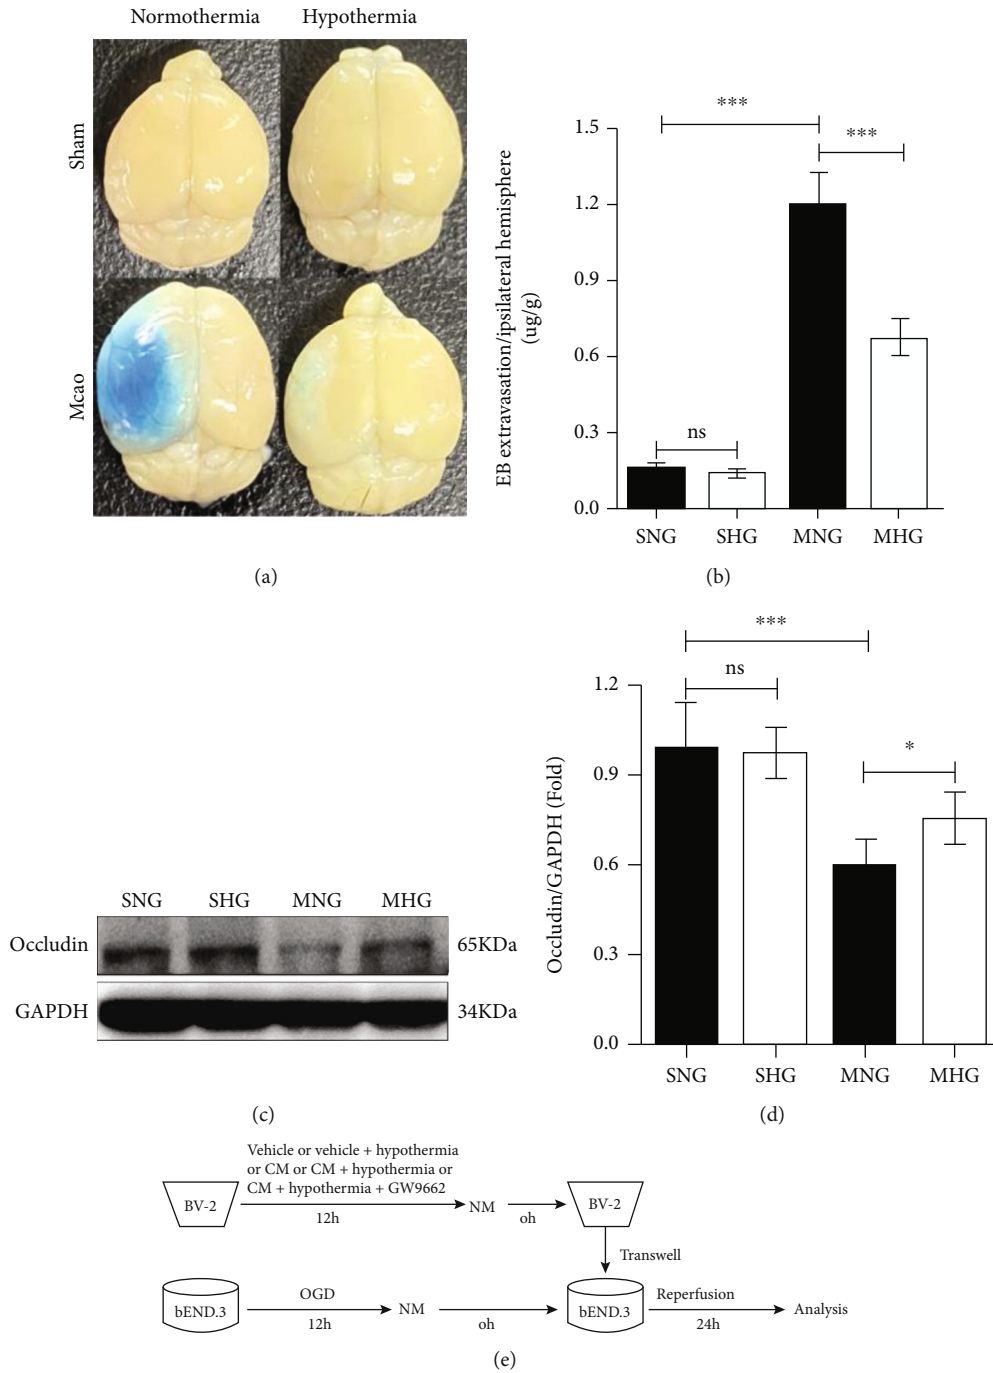 Normothermia Hypothermia
Sham
Mcao
(a)
EB extravasation/ipsilateral hemisphere
(ug/g)
1.5
1.2
0.9
0.6
0.3
0.0
***
***
ns
SNG SHG MNG MHG
(b)
SNG SHG MNG MHG
Occludin 65KDa
GAPDH 34KDa
(c)
Occludin/GAPDH (Fold)
1.2
0.9
0.6
0.3
0.0
***
ns
*
SNG SHG MNG MHG
(d)
Vehicle or vehicle + hypothermia
or CM or CM + hypothermia or
CM + hypothermia + GW9662
BV-2
12h
NM
oh
BV-2
Transwell
bEND.3
OGD
12h
NM
oh
bEND.3
Reperfusion
24h
Analysis
(e)